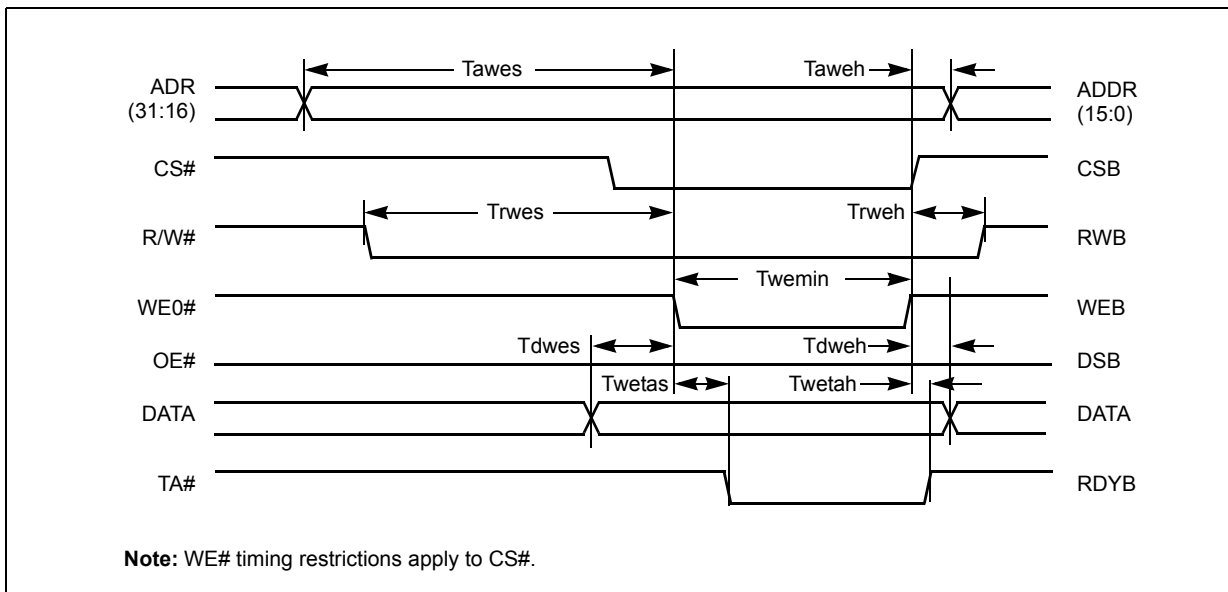 Tawes
Taweh
ADR
(31:16)
ADDR
(15:0)
CS#
CSB
Trwes
Trweh
R/W#
RWB
Twemin
WE0#
WEB
Tdwes
Tdweh
OE#
DSB
Twetas
Twetah
DATA
DATA
TA#
RDYB
Note: WE# timing restrictions apply to CS#.